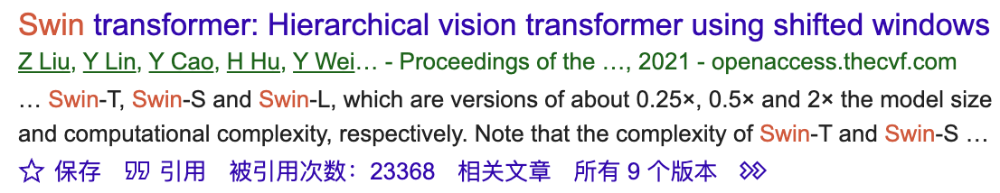 Swin transformer: Hierarchical vision transformer using shifted windows
Z Liu, Y Lin, Y Cao, H Hu, Y Wei… - Proceedings of the …, 2021 - openaccess.thecvf.com
… Swin-T, Swin-S and Swin-L, which are versions of about 0.25×, 0.5× and 2× the model size
and computational complexity, respectively. Note that the complexity of Swin-T and Swin-S …
保存 引用 被引用次数：23368 相关文章 所有 9 个版本